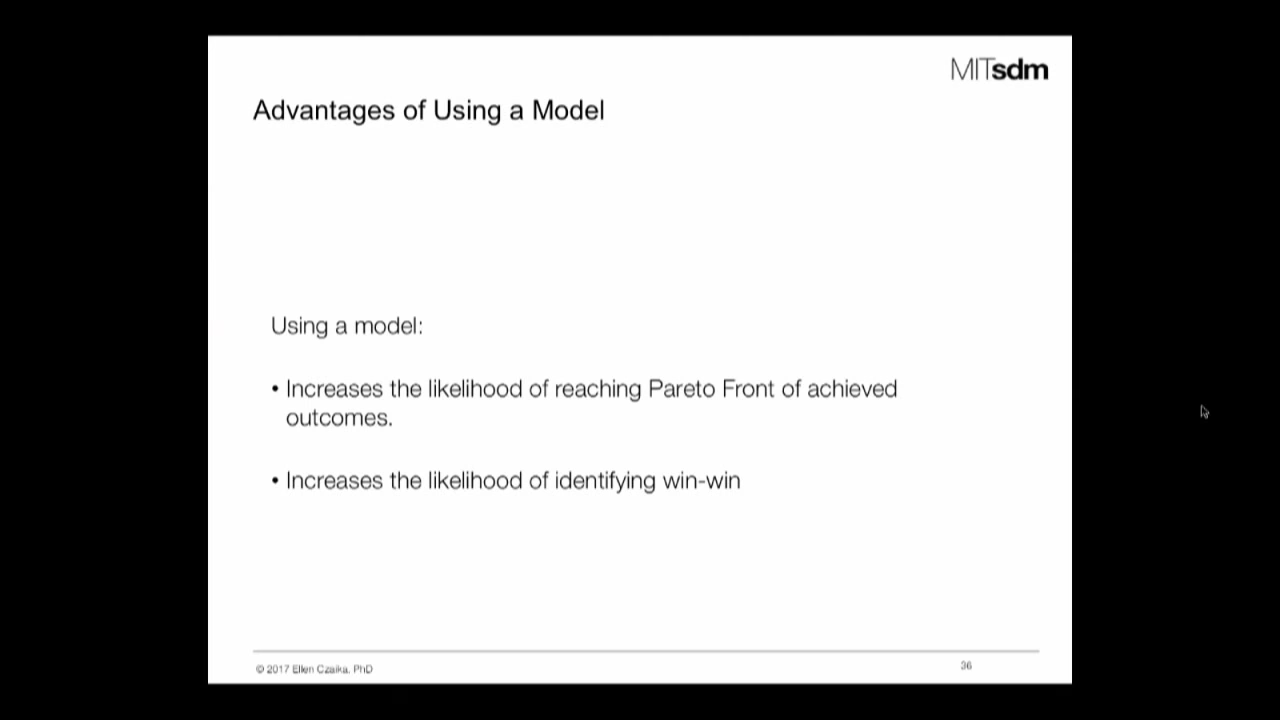 MITsdm
Advantages of Using a Model
Using a model:
• Increases the likelihood of reaching Pareto Front of achieved
outcomes.
• Increases the likelihood of identifying win-win
© 2017 Ellen Czaika, PhD
36